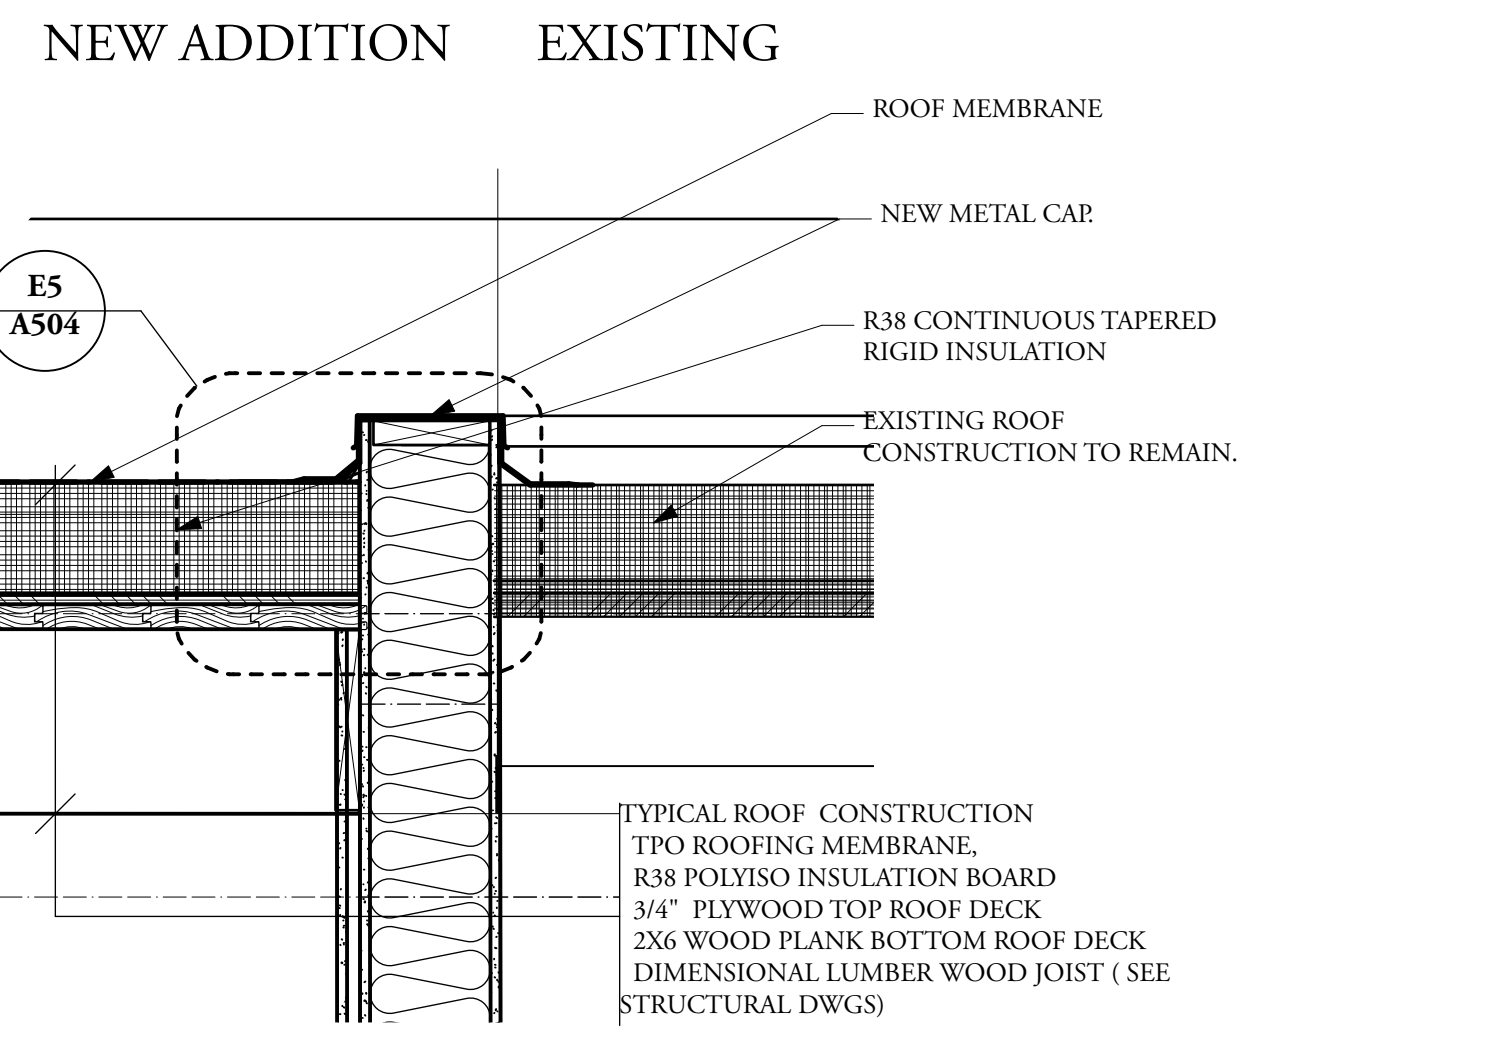 NEW ADDITION EXISTING
ROOF MEMBRANE
NEW METAL CAP.
E5
A504
R38 CONTINUOUS TAPERED
RIGID INSULATION
EXISTING ROOF
CONSTRUCTION TO REMAIN.
TYPICAL ROOF CONSTRUCTION
TPO ROOFING MEMBRANE,
R38 POLYISO INSULATION BOARD
3/4" PLYWOOD TOP ROOF DECK
2X6 WOOD PLANK BOTTOM ROOF DECK
DIMENSIONAL LUMBER WOOD JOIST ( SEE
STRUCTURAL DWGS)